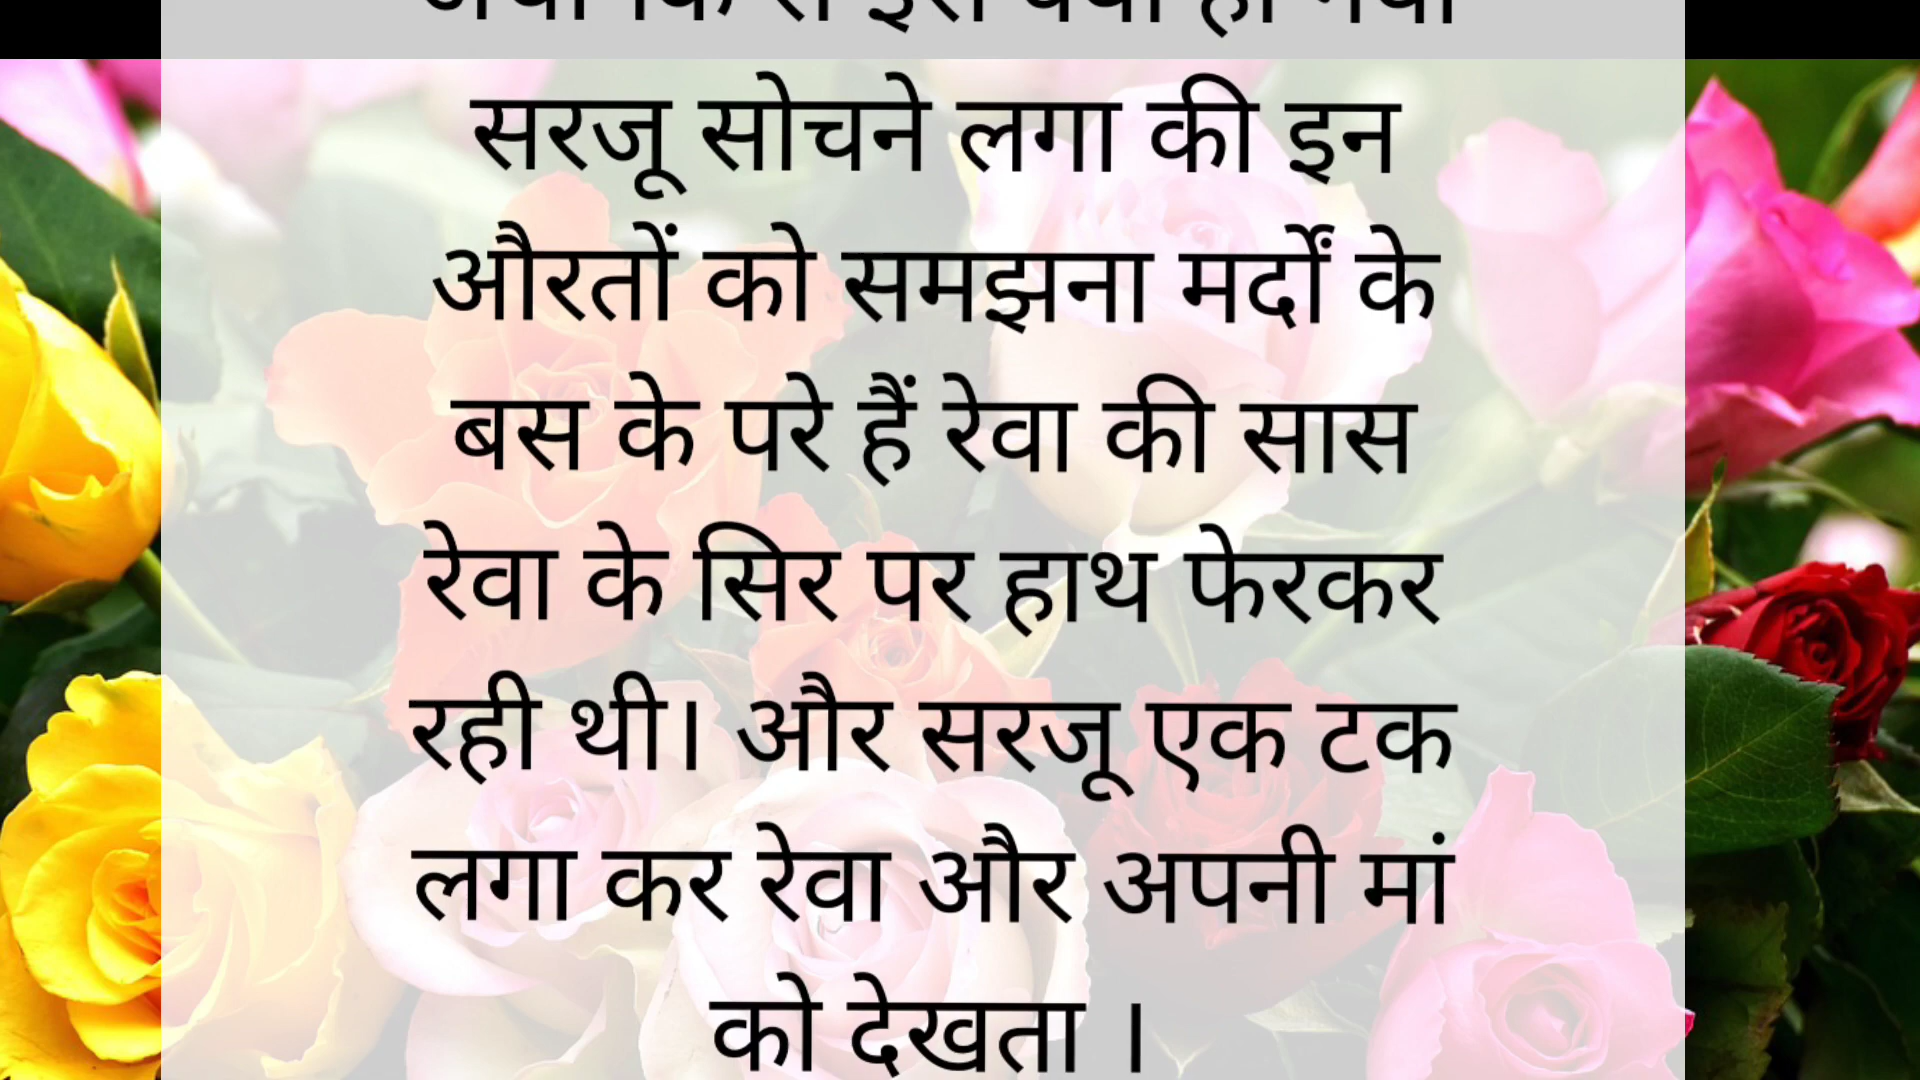 सरजू सोचने लगा की इन
औरतों को समझना मर्दों के
बस के परे हैं रेवा की सास
रेवा के सिर पर हाथ फेरकर
रही थी। और सरजू एक टक
लगा कर रेवा और अपनी मां
को देखता ।